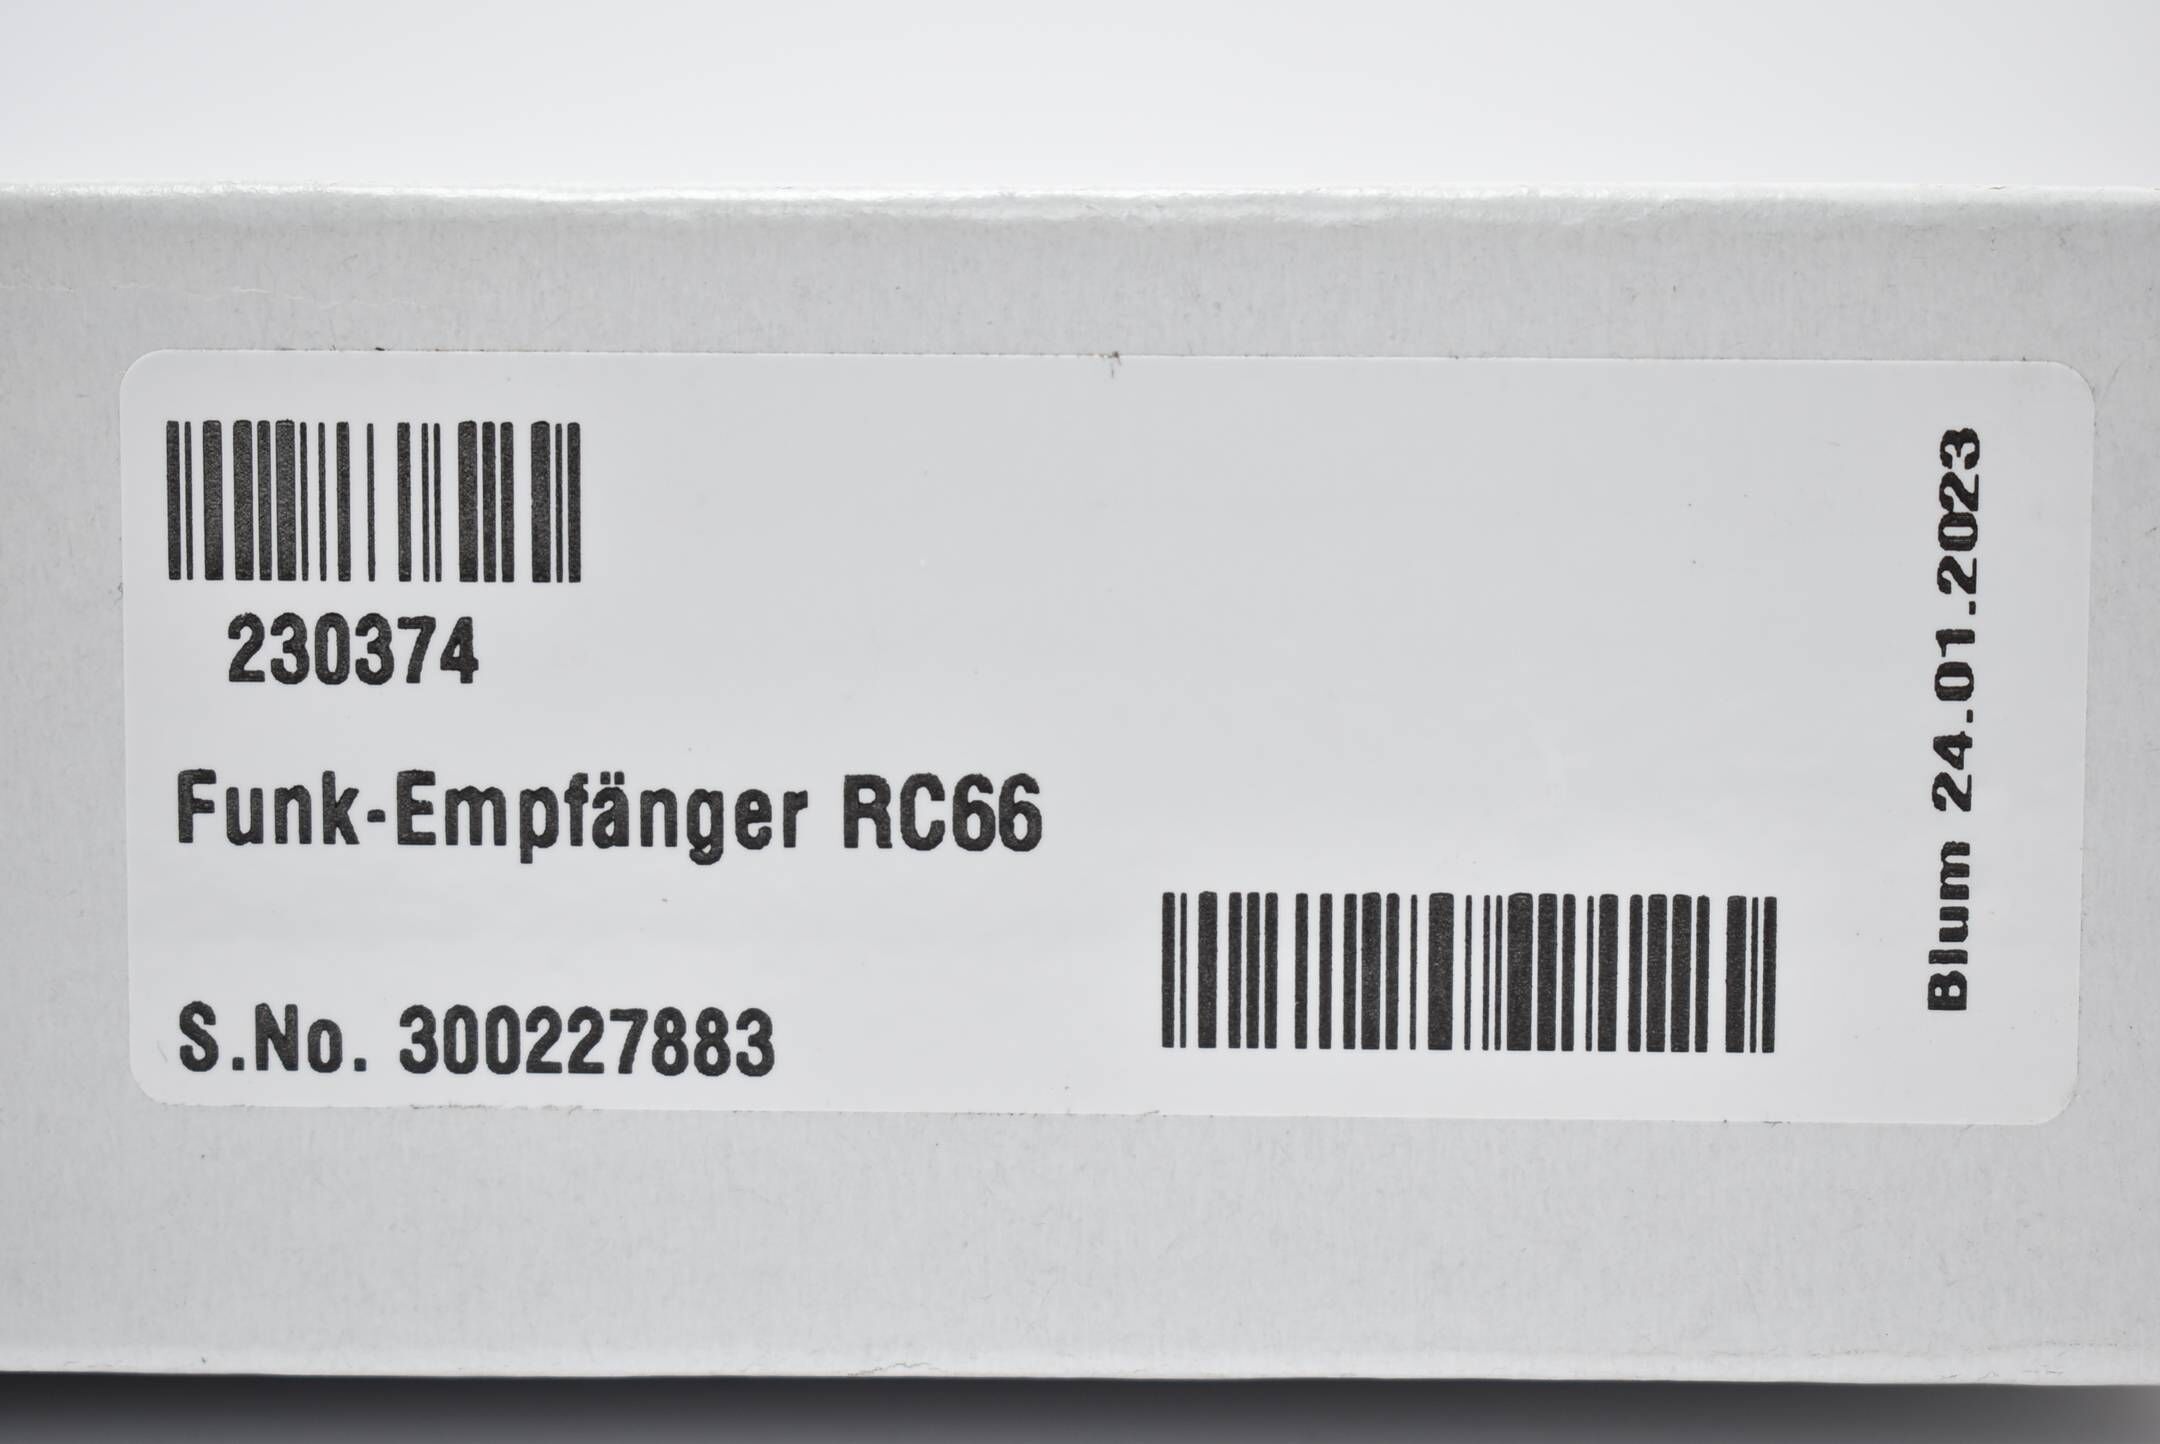 230374
Funk-Empfänger RC66
S.No. 300227883
Blum 24.01.2023